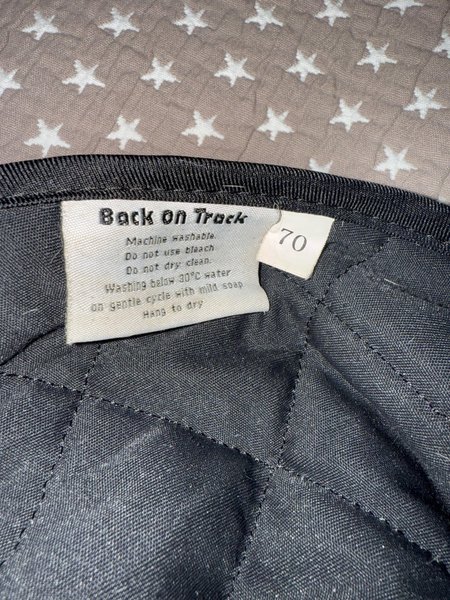 Back on Track
Machine washable.
Do not use bleach
Do not dry clean.
Washing below 30°C water
on gentle cycle with mild soap
Hang to dry
70